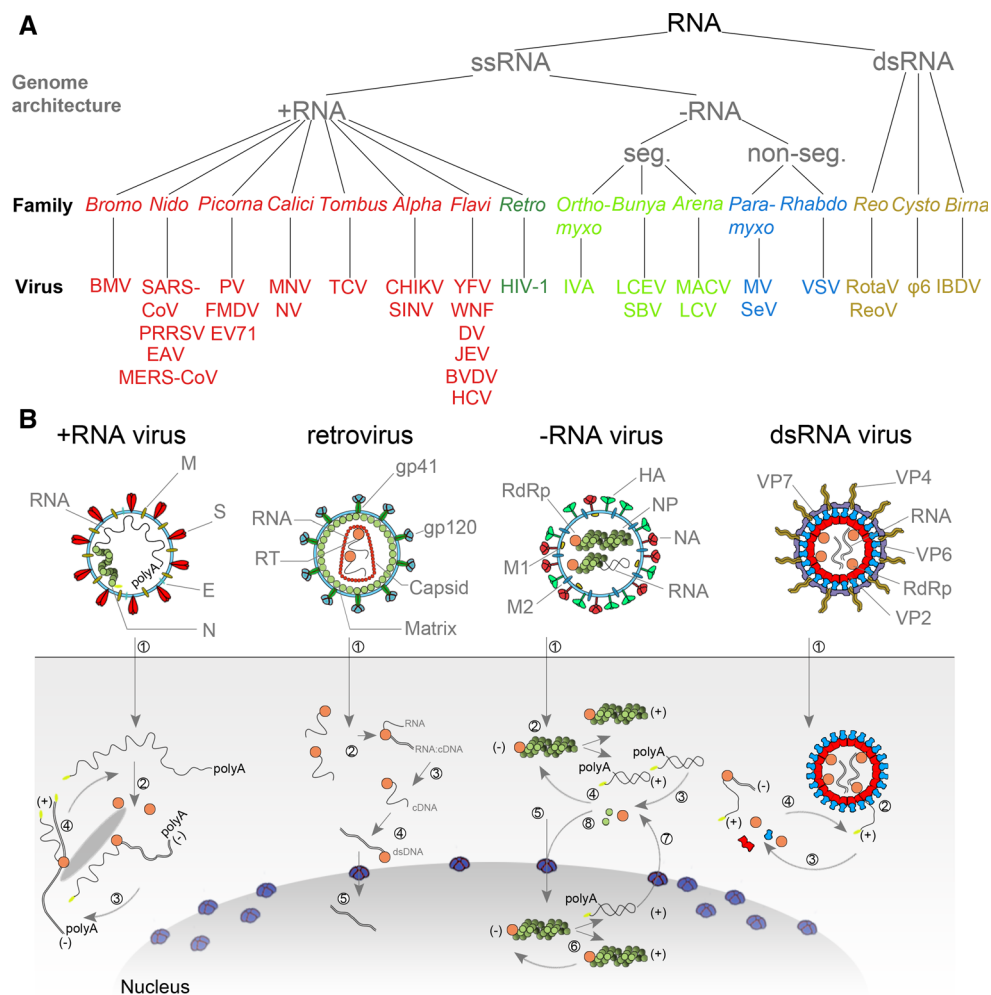 A
RNA
ssRNA
dsRNA
Genome
architecture
+RNA
-RNA
seg.
non-seg.
Family
Bromo
Nido
Picorna
Calici
Tombus
Alpha
Flavi
Retro
Ortho-
myxo
Bunya
Arena
Para-
myxo
Rhabdo
Reo
Cysto
Birna
Virus
BMV
SARS-
CoV
PRRSV
EAV
MERS-CoV
PV
FMDV
EV71
MNV
NV
TCV
CHIKV
SINV
YFV
WNF
DV
JEV
BVDV
HCV
HIV-1
IVA
LCEV
SBV
MACV
LCV
MV
SeV
VSV
RotaV
ReoV
φ6
IBDV
B
+RNA virus
retrovirus
-RNA virus
dsRNA virus
M
RNA
S
polyA
E
N
gp41
RNA
gp120
RT
Capsid
Matrix
HA
RdRp
NP
NA
M1
M2
RNA
VP7
VP4
RNA
VP6
RdRp
VP2
①
①
①
①
polyA
②
(+)
④
polyA
(-)
③
polyA
(-)
RNA
②
RNA:cDNA
③
cDNA
④
dsDNA
⑤
②
(+)
(-)
polyA
polyA
(+)
④
③
⑤
⑧
⑦
polyA
(+)
(-)
⑥
(+)
(-)
④
②
(+)
(+)
③
Nucleus